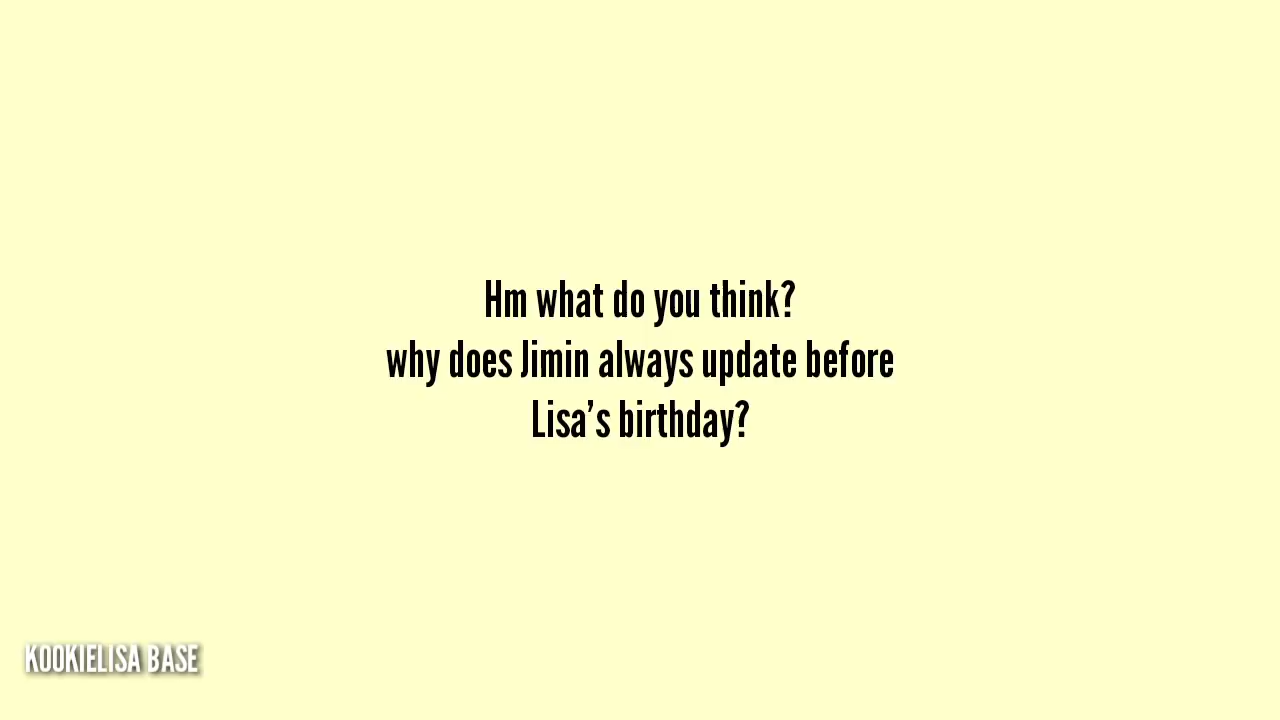 Hm what do you think?
why does Jimin always update before
Lisa’s birthday?
KOOKIELISA BASE